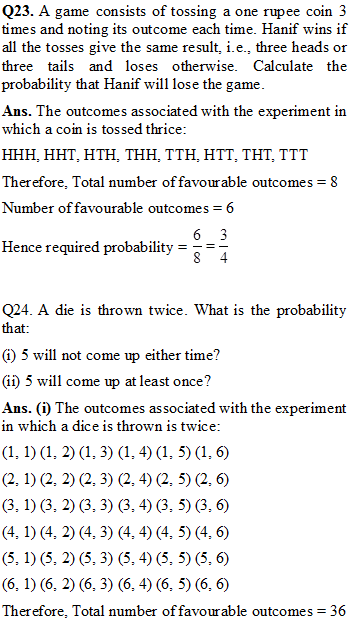 Q23. A game consists of tossing a one rupee coin 3
times and noting its outcome each time. Hanif wins if
all the tosses give the same result, i.e., three heads or
three tails and loses otherwise. Calculate the
probability that Hanif will lose the game.
Ans. The outcomes associated with the experiment in
which a coin is tossed thrice:
HHH, HHT, HTH, THH, TTH, HTT, THT, TTT
Therefore, Total number of favourable outcomes = 8
Number of favourable outcomes = 6
Hence required probability = 6/8 = 3/4
Q24. A die is thrown twice. What is the probability
that:
(i) 5 will not come up either time?
(ii) 5 will come up at least once?
Ans. (i) The outcomes associated with the experiment
in which a dice is thrown is twice:
(1, 1) (1, 2) (1, 3) (1, 4) (1, 5) (1, 6)
(2, 1) (2, 2) (2, 3) (2, 4) (2, 5) (2, 6)
(3, 1) (3, 2) (3, 3) (3, 4) (3, 5) (3, 6)
(4, 1) (4, 2) (4, 3) (4, 4) (4, 5) (4, 6)
(5, 1) (5, 2) (5, 3) (5, 4) (5, 5) (5, 6)
(6, 1) (6, 2) (6, 3) (6, 4) (6, 5) (6, 6)
Therefore, Total number of favourable outcomes = 36